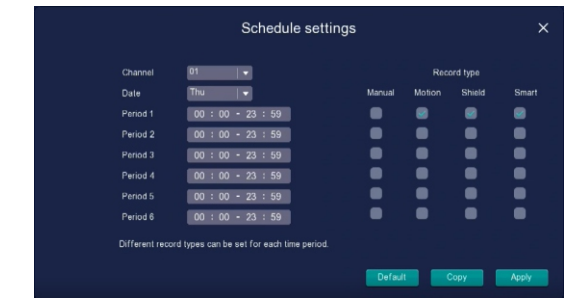 Schedule settings
Channel 01 Record type
Date Thu Manual Motion Shield Smart
Period 1 00 : 00 - 23 : 59
Period 2 00 : 00 - 23 : 59
Period 3 00 : 00 - 23 : 59
Period 4 00 : 00 - 23 : 59
Period 5 00 : 00 - 23 : 59
Period 6 00 : 00 - 23 : 59
Different record types can be set for each time period.
Default Copy Apply